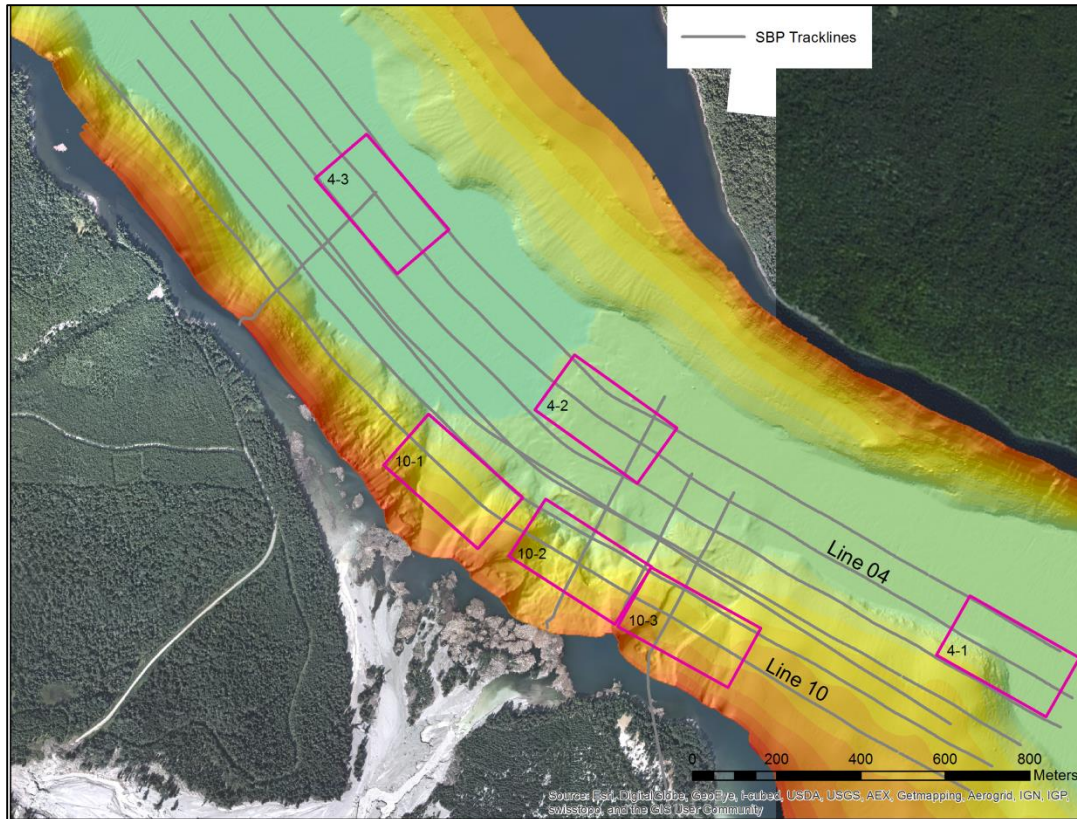 SBP Tracklines
4-3
4-2
10-1
10-2
10-3
Line 04
4-1
Line 10
0 200 400 600 800
Meters
Source: Esri, DigitalGlobe, GeoEye, i-cubed, USDA, USGS, AEX, Getmapping, Aerogrid, IGN, IGP,
swisstopo, and the GIS User Community